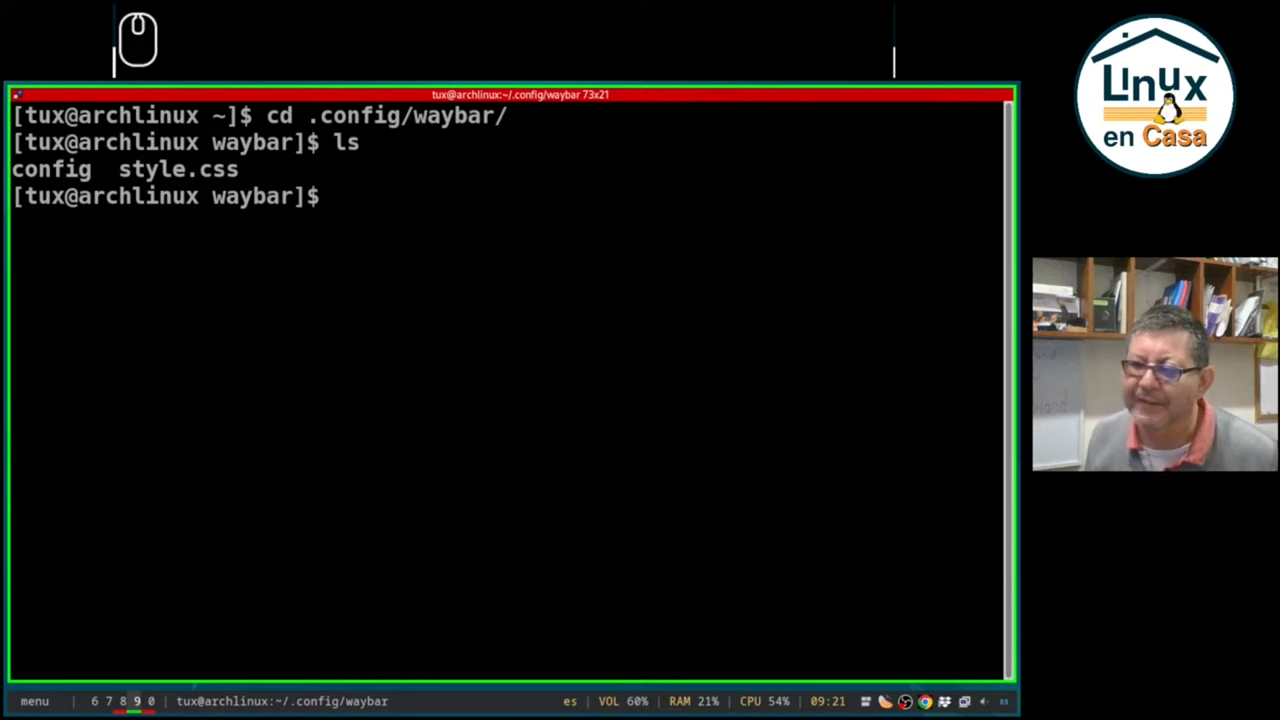 LINUX
en Casa
tux@archlinux:~/.config/waybar 73x21
[tux@archlinux ~]$ cd .config/waybar/
[tux@archlinux waybar]$ ls
config  style.css
[tux@archlinux waybar]$
menu | 6 7 8 9 0 | tux@archlinux:~/.config/waybar es | VOL 60% | RAM 21% | CPU 54% | 09:21 ES